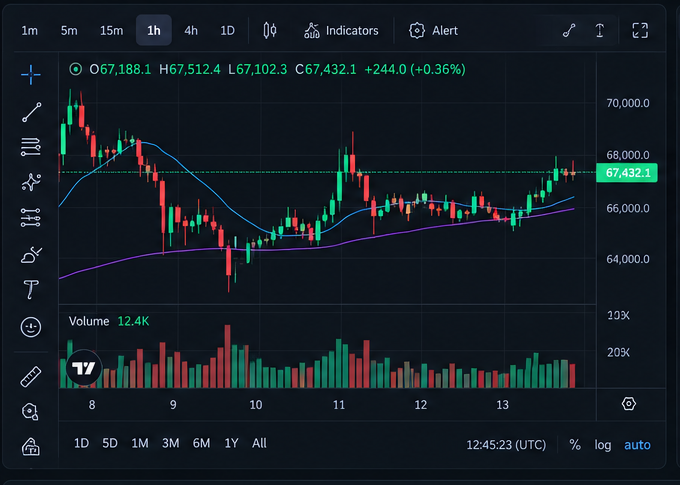 1m 5m 15m 1h 4h 1D Indicators Alert
O67,188.1 H67,512.4 L67,102.3 C67,432.1 +244.0 (+0.36%)
70,000.0
68,000.0
67,432.1
66,000.0
64,000.0
Volume 12.4K
20K
8 9 10 11 12 13
1D 5D 1M 3M 6M 1Y All 12:45:23 (UTC) % log auto